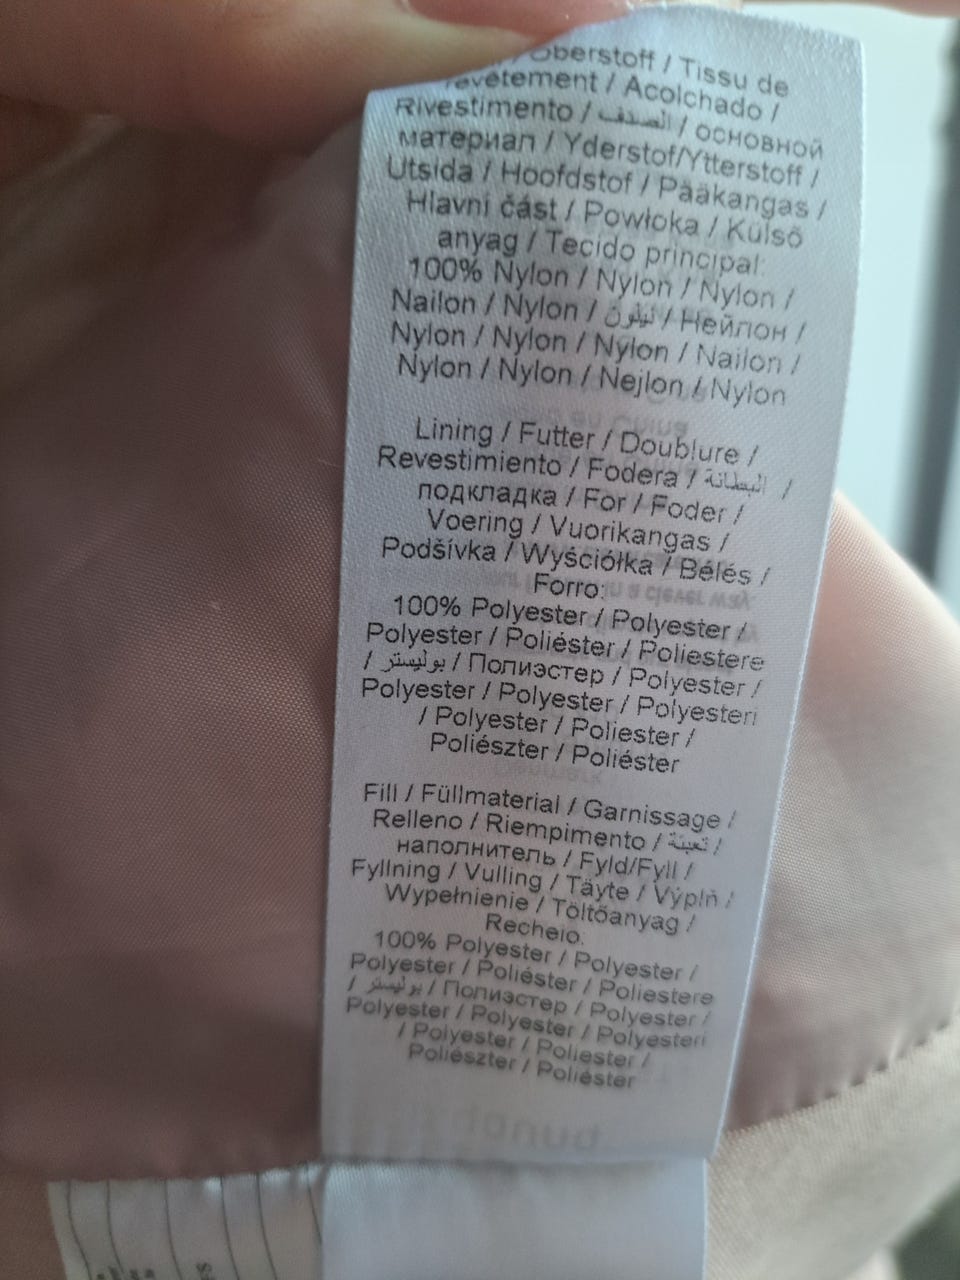 Oberstoff / Tissu de
revêtement / Acolchado /
Rivestimento / الصدفة / основной
материал / Yderstof/Ytterstoff /
Utsida / Hoofdstof / Pääkangas /
Hlavní část / Powłoka / Külső
anyag / Tecido principal:
100% Nylon / Nylon / Nylon /
Nailon / Nylon / نيلون / Нейлон /
Nylon / Nylon / Nylon / Nailon /
Nylon / Nylon / Nejlon / Nylon
Lining / Futter / Doublure /
Revestimiento / Fodera / البطانة /
подкладка / For / Foder /
Voering / Vuorikangas /
Podšívka / Wyściółka / Bélés /
Forro:
100% Polyester / Polyester /
Polyester / Poliéster / Poliestere
/ بوليستر / Полиэстер / Polyester /
Polyester / Polyester / Polyesteri
/ Polyester / Poliester /
Poliészter / Poliéster
Fill / Füllmaterial / Garnissage /
Relleno / Riempimento / تعبئة /
наполнитель / Fyld/Fyll /
Fyllning / Vulling / Täyte / Výplň /
Wypełnienie / Töltőanyag /
Recheio:
100% Polyester / Polyester /
Polyester / Poliéster / Poliestere
/ بوليستر / Полиэстер / Polyester /
Polyester / Polyester / Polyesteri
/ Polyester / Poliester /
Poliészter / Poliéster